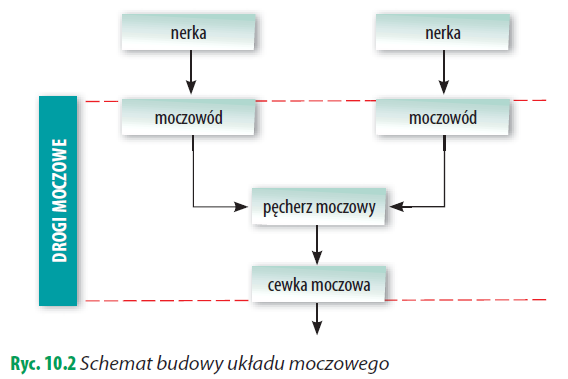 nerka
nerka
moczowód
moczowód
DROGI MOCZOWE
pęcherz moczowy
cewka moczowa
Ryc. 10.2 Schemat budowy układu moczowego